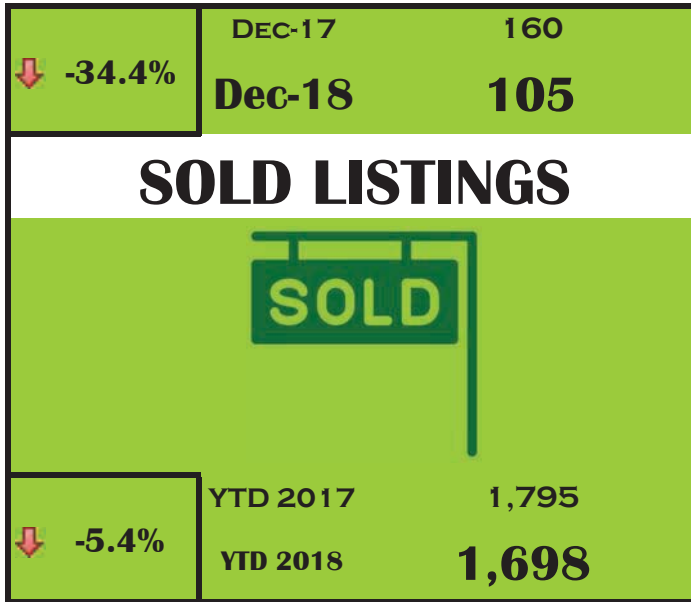 DEC-17 160
-34.4%
Dec-18 105
SOLD LISTINGS
SOLD
YTD 2017 1,795
-5.4%
YTD 2018 1,698